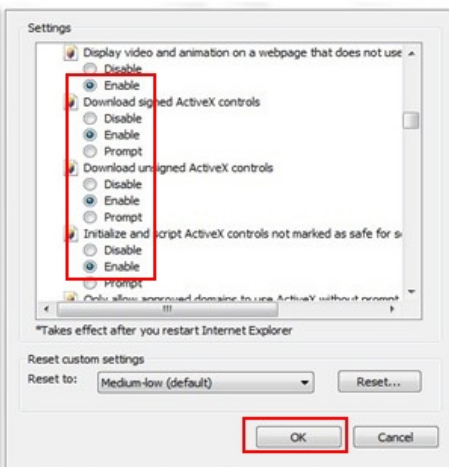 Settings
Display video and animation on a webpage that does not use
Disable
Enable
Download signed ActiveX controls
Disable
Enable
Prompt
Download unsigned ActiveX controls
Disable
Enable
Prompt
Initialize and script ActiveX controls not marked as safe for s
Disable
Enable
Prompt
Only allow approved domains to use ActiveX without prompt
*Takes effect after you restart Internet Explorer
Reset custom settings
Reset to: Medium-low (default) Reset...
OK Cancel